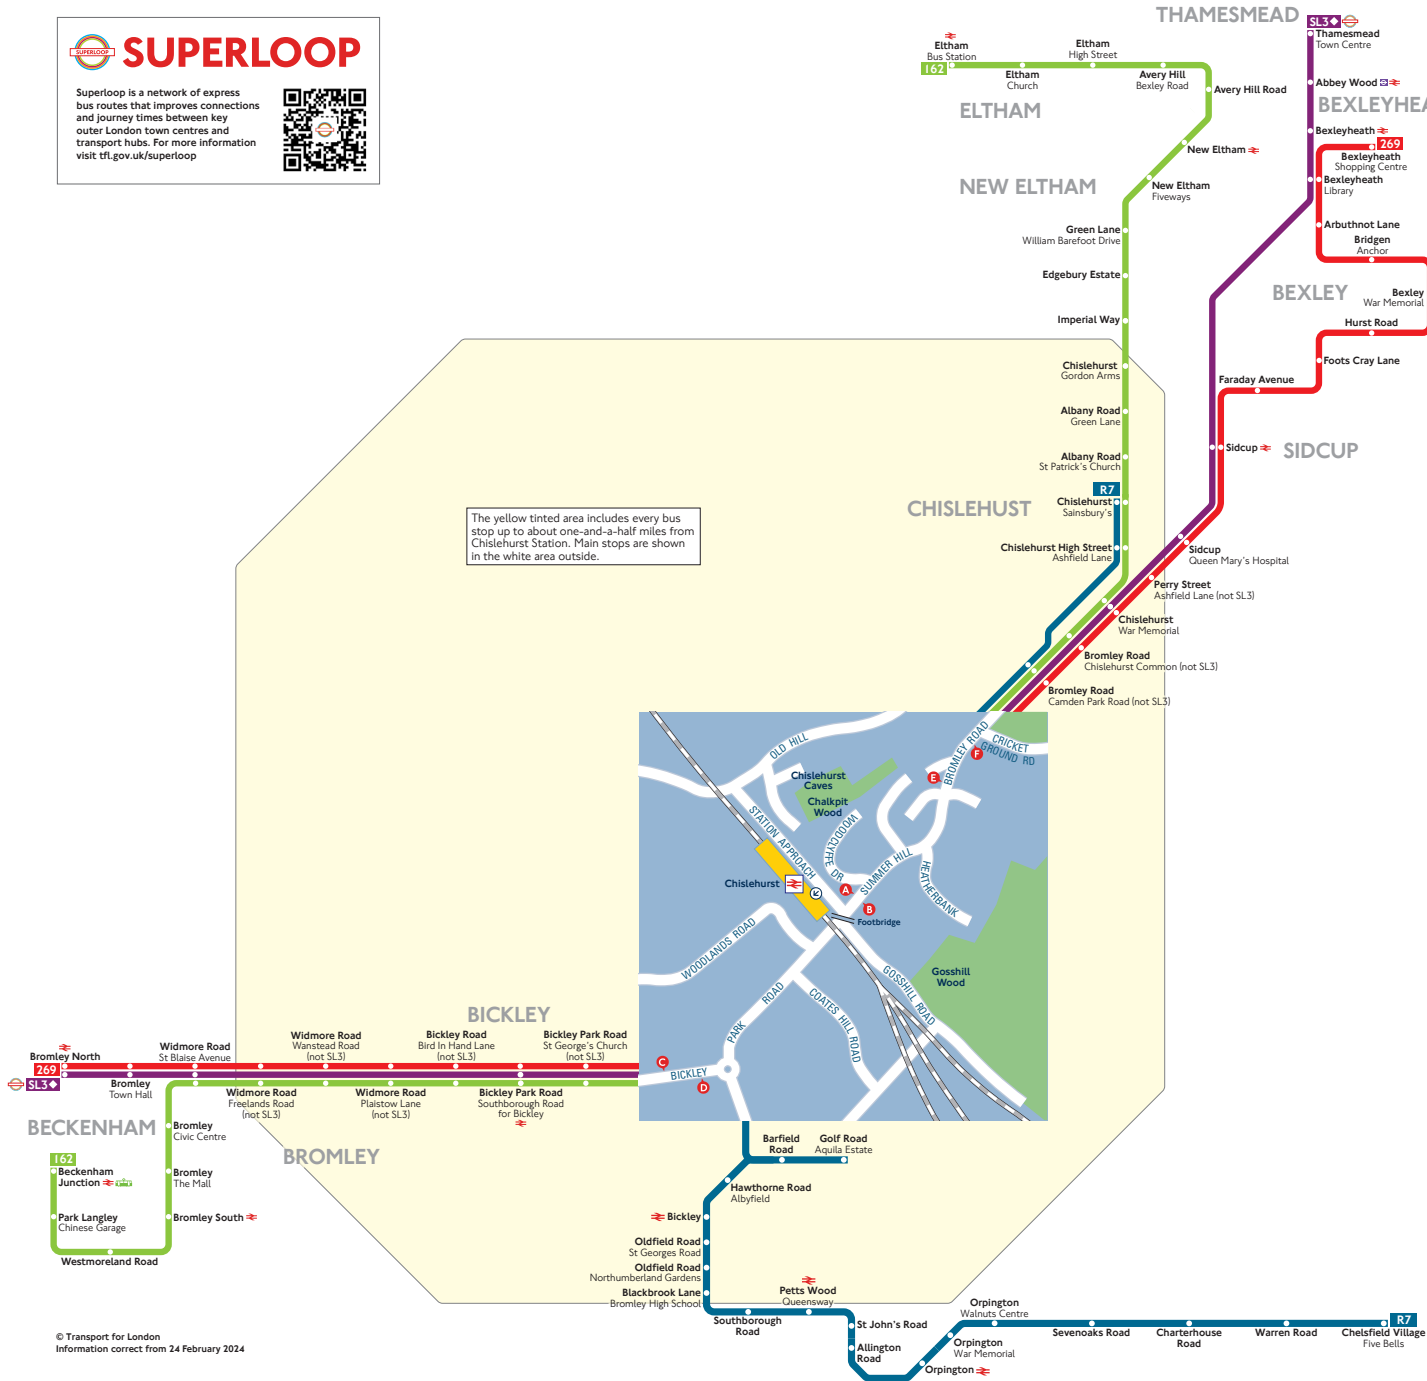 SUPERLOOP
SUPERLOOP
Superloop is a network of express
bus routes that improves connections
and journey times between key
outer London town centres and
transport hubs. For more information
visit tfl.gov.uk/superloop
THAMESMEAD
SL3
Thamesmead
Town Centre
Abbey Wood
BEXLEYHEA
Bexleyheath
269
Bexleyheath
Shopping Centre
Bexleyheath
Library
Arbuthnot Lane
Bridgen
Anchor
BEXLEY
Bexley
War Memorial
Hurst Road
Foots Cray Lane
Faraday Avenue
Sidcup
SIDCUP
Eltham
Bus Station
162
Eltham
Church
Eltham
High Street
Avery Hill
Bexley Road
Avery Hill Road
ELTHAM
New Eltham
NEW ELTHAM
New Eltham
Fiveways
Green Lane
William Barefoot Drive
Edgebury Estate
Imperial Way
Chislehurst
Gordon Arms
Albany Road
Green Lane
Albany Road
St Patrick's Church
R7
CHISLEHUST
Chislehurst
Sainsbury's
Chislehurst High Street
Ashfield Lane
Sidcup
Queen Mary's Hospital
Perry Street
Ashfield Lane (not SL3)
Chislehurst
War Memorial
Bromley Road
Chislehurst Common (not SL3)
Bromley Road
Camden Park Road (not SL3)
The yellow tinted area includes every bus
stop up to about one-and-a-half miles from
Chislehurst Station. Main stops are shown
in the white area outside.
OLD HILL
BROMLEY ROAD
CRICKET
GROUND RD
F
E
Chislehurst
Caves
Chalkpit
Wood
STATION APPROACH
WOODCLYFFE DR
SUMMER HILL
HEATHERBANK
Chislehurst
A
B
Footbridge
WOODLANDS ROAD
GOSSHILL ROAD
Gosshill
Wood
PARK ROAD
COATES HILL ROAD
C
BICKLEY
D
BICKLEY
Bromley North
269
SL3
Bromley
Town Hall
Widmore Road
St Blaise Avenue
Widmore Road
Freelands Road
(not SL3)
Widmore Road
Wanstead Road
(not SL3)
Widmore Road
Plaistow Lane
(not SL3)
Bickley Road
Bird In Hand Lane
(not SL3)
Bickley Park Road
Southborough Road
for Bickley
Bickley Park Road
St George's Church
(not SL3)
BECKENHAM
BROMLEY
Bromley
Civic Centre
162
Beckenham
Junction
Bromley
The Mall
Park Langley
Chinese Garage
Bromley South
Westmoreland Road
Barfield
Road
Golf Road
Aquila Estate
Hawthorne Road
Albyfield
Bickley
Oldfield Road
St Georges Road
Oldfield Road
Northumberland Gardens
Blackbrook Lane
Bromley High School
Southborough
Road
Petts Wood
Queensway
St John's Road
Allington
Road
Orpington
Orpington
War Memorial
Orpington
Walnuts Centre
Sevenoaks Road
Charterhouse
Road
Warren Road
R7
Chelsfield Village
Five Bells
© Transport for London
Information correct from 24 February 2024